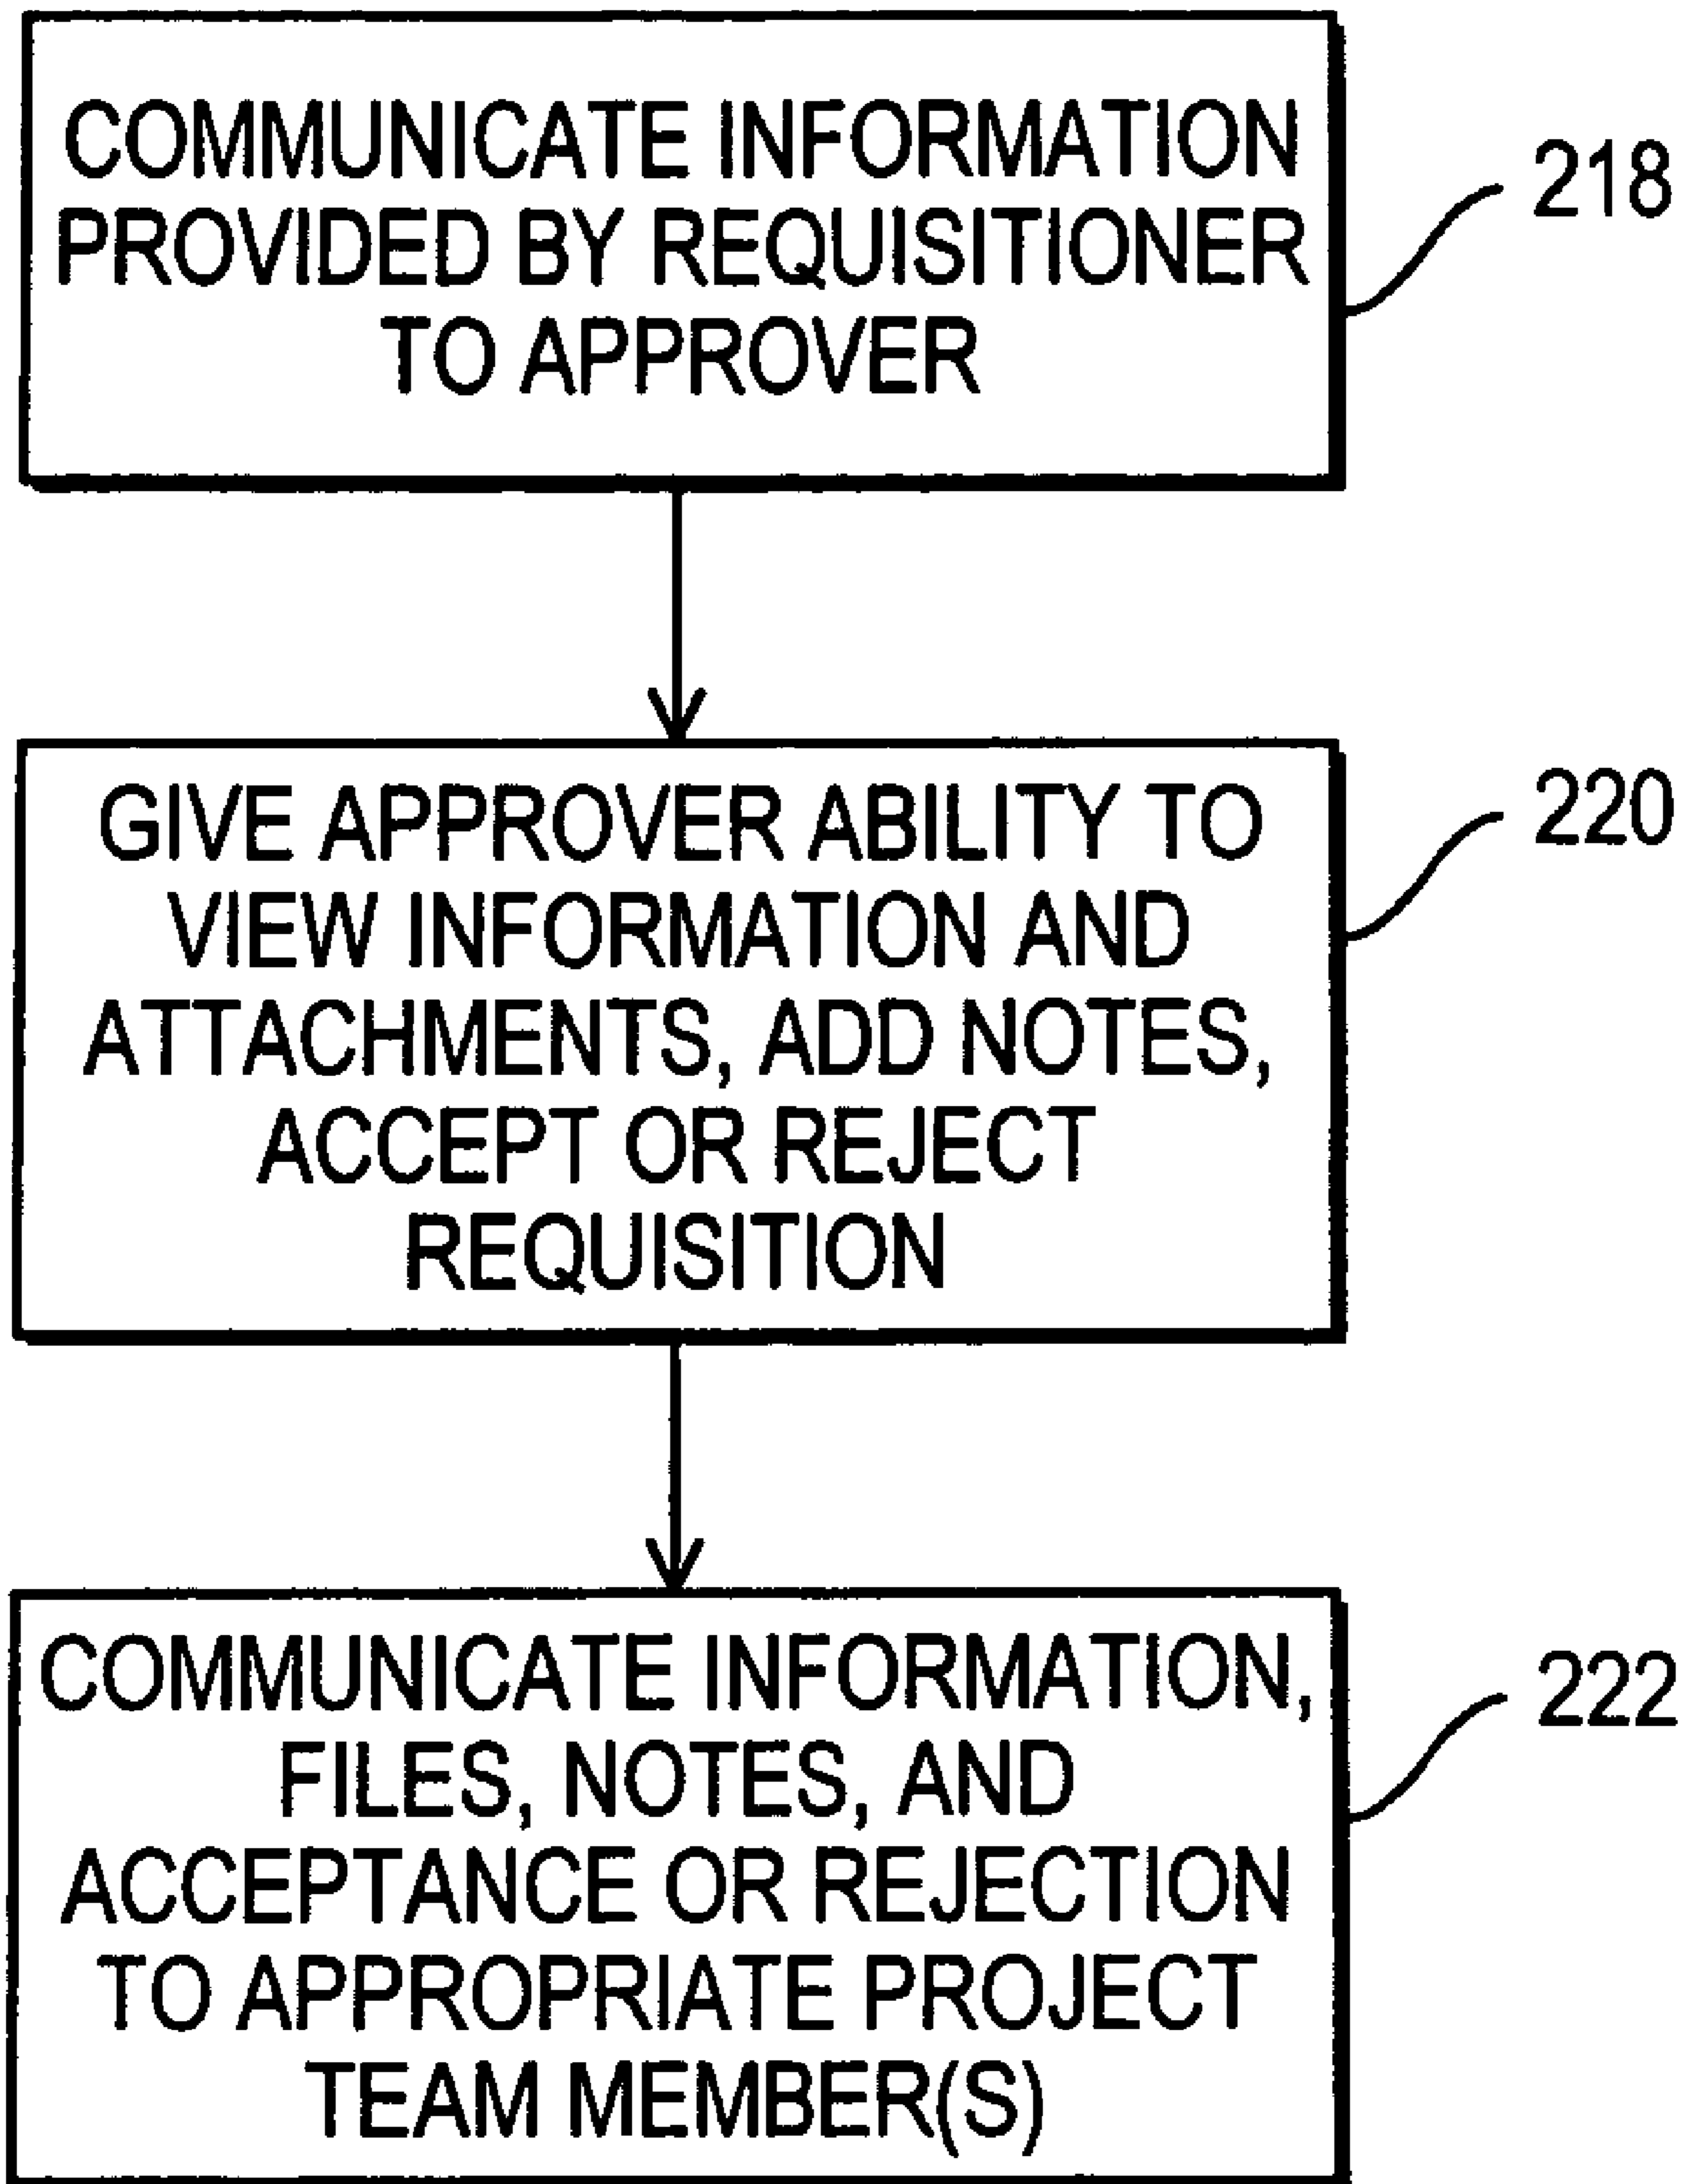 COMMUNICATE INFORMATION
PROVIDED BY REQUISITIONER
TO APPROVER
218
GIVE APPROVER ABILITY TO
VIEW INFORMATION AND
ATTACHMENTS, ADD NOTES,
ACCEPT OR REJECT
REQUISITION
220
COMMUNICATE INFORMATION,
FILES, NOTES, AND
ACCEPTANCE OR REJECTION
TO APPROPRIATE PROJECT
TEAM MEMBER(S)
222